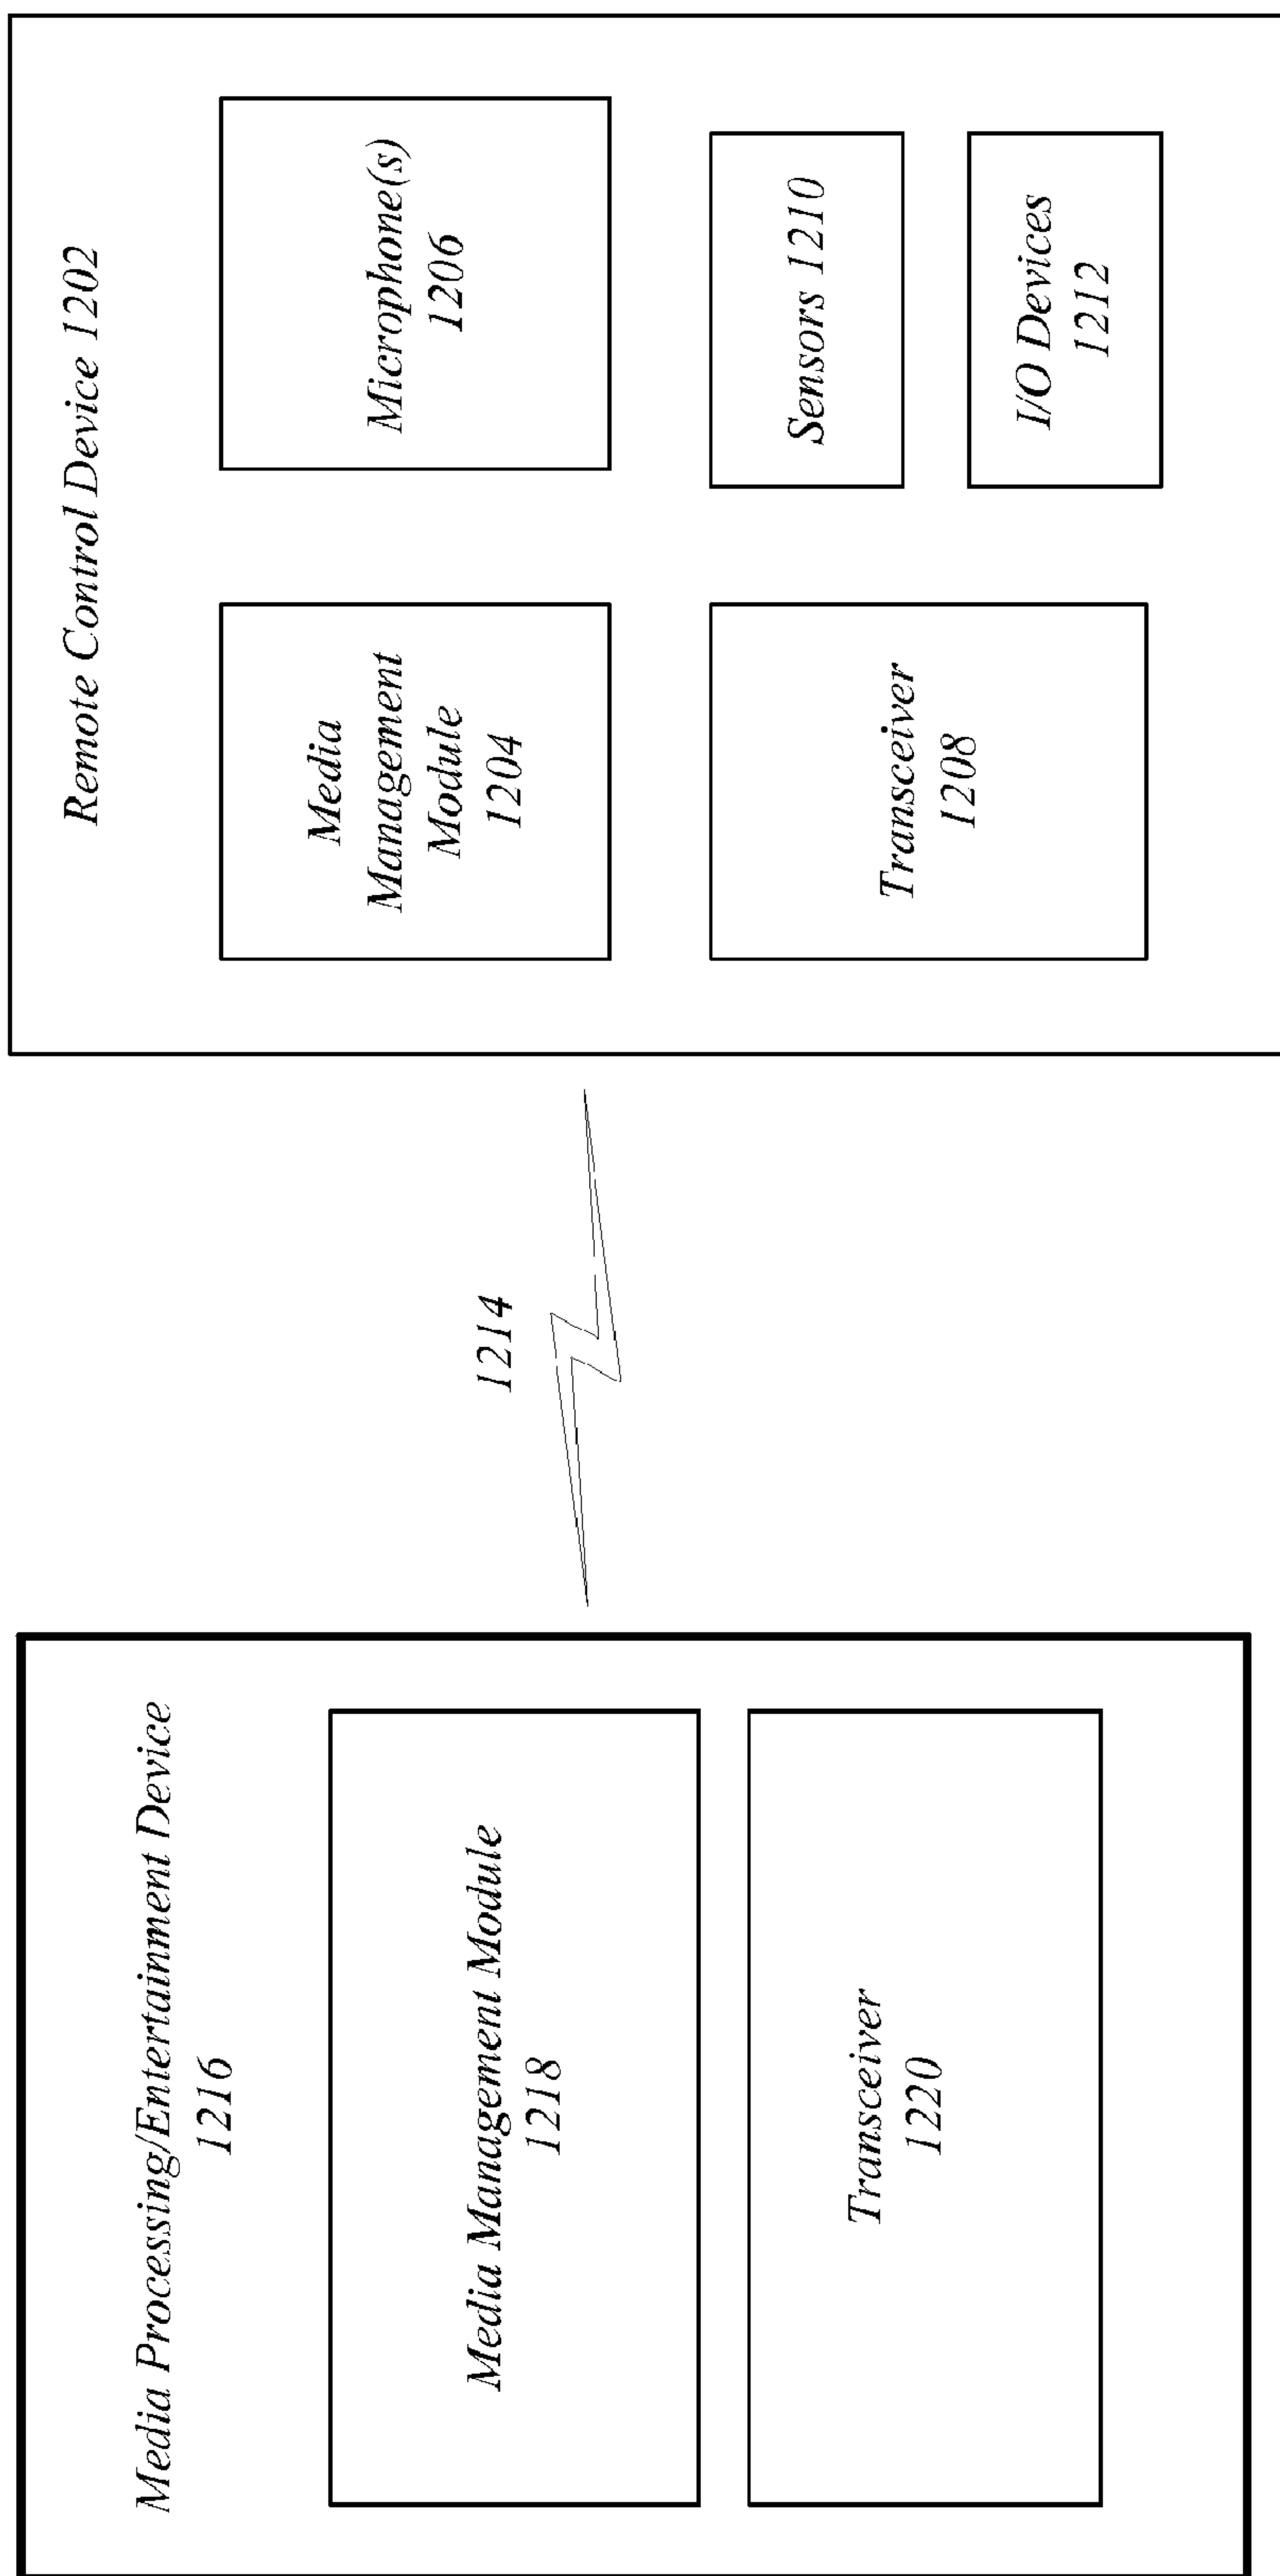 Media Processing/Entertainment Device
1216
Media Management Module
1218
Transceiver
1220
1214
Remote Control Device 1202
Media
Management
Module
1204
Microphone(s)
1206
Transceiver
1208
Sensors 1210
I/O Devices
1212